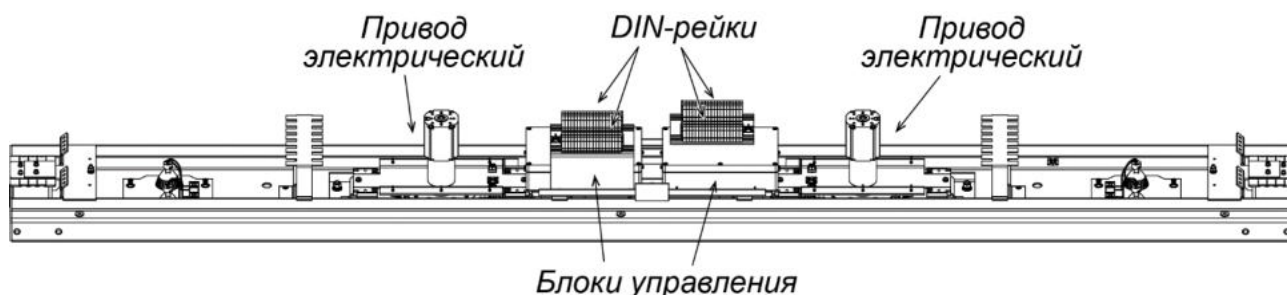 Привод
электрический
DIN-рейки
Привод
электрический
Блоки управления